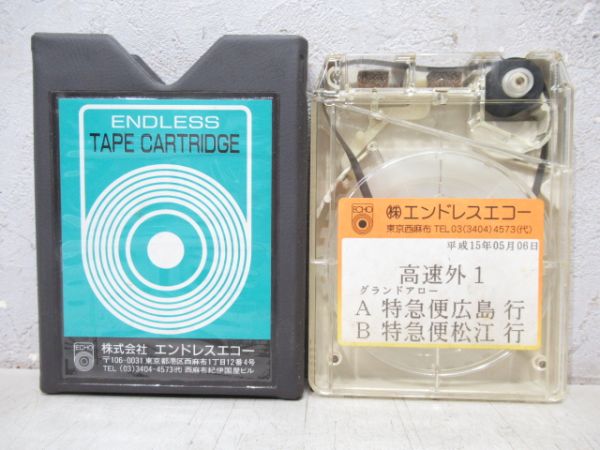 ENDLESS
TAPE CARTRIDGE
ECHO
株式会社 エンドレスエコー
〒106-0031 東京都港区西麻布1丁目12番4号
TEL (03)3404-4573(代) 西麻布紀伊国屋ビル
ECHO
㈱エンドレスエコー
東京西麻布 TEL 03(3404)4573(代)
平成15年05月06日
高速外1
グランドアロー
A 特急便広島 行
B 特急便松江 行